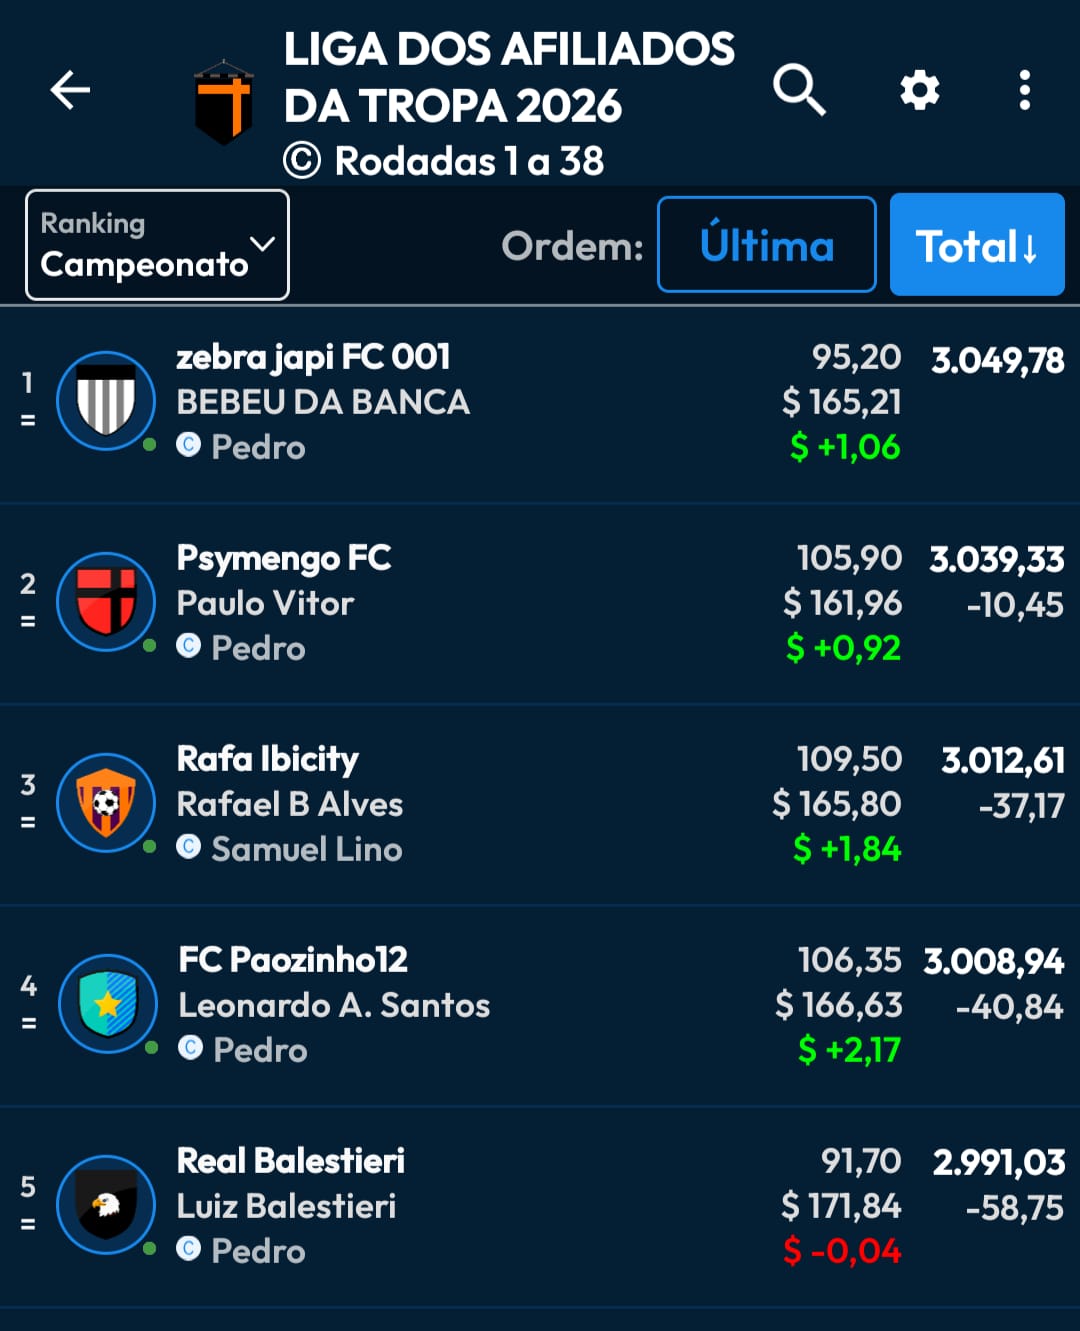 LIGA DOS AFILIADOS
DA TROPA 2026
© Rodadas 1 a 38
Ranking
Campeonato
Ordem:
Última
Total↓
1
=
zebra japi FC 001
BEBEU DA BANCA
C Pedro
95,20 3.049,78
$ 165,21
$ +1,06
2
=
Psymengo FC
Paulo Vitor
C Pedro
105,90 3.039,33
$ 161,96 -10,45
$ +0,92
3
=
Rafa Ibicity
Rafael B Alves
C Samuel Lino
109,50 3.012,61
$ 165,80 -37,17
$ +1,84
4
=
FC Paozinho12
Leonardo A. Santos
C Pedro
106,35 3.008,94
$ 166,63 -40,84
$ +2,17
5
=
Real Balestieri
Luiz Balestieri
C Pedro
91,70 2.991,03
$ 171,84 -58,75
$ -0,04